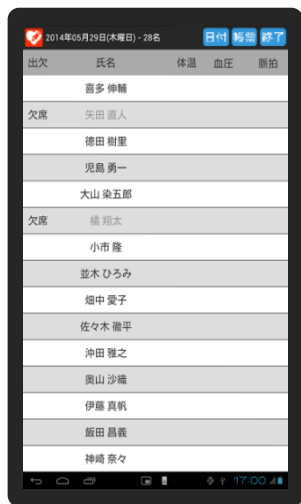 2014年05月29日(木曜日) - 28名 日付 帳票 終了
出欠 氏名 体温 血圧 脈拍
喜多 伸輔
欠席 矢田 直人
徳田 樹里
児島 勇一
大山 染五郎
欠席 橘 翔太
小市 隆
並木 ひろみ
畑中 愛子
佐々木 徹平
沖田 雅之
奥山 沙織
伊藤 真帆
飯田 昌義
神崎 奈々
17:00